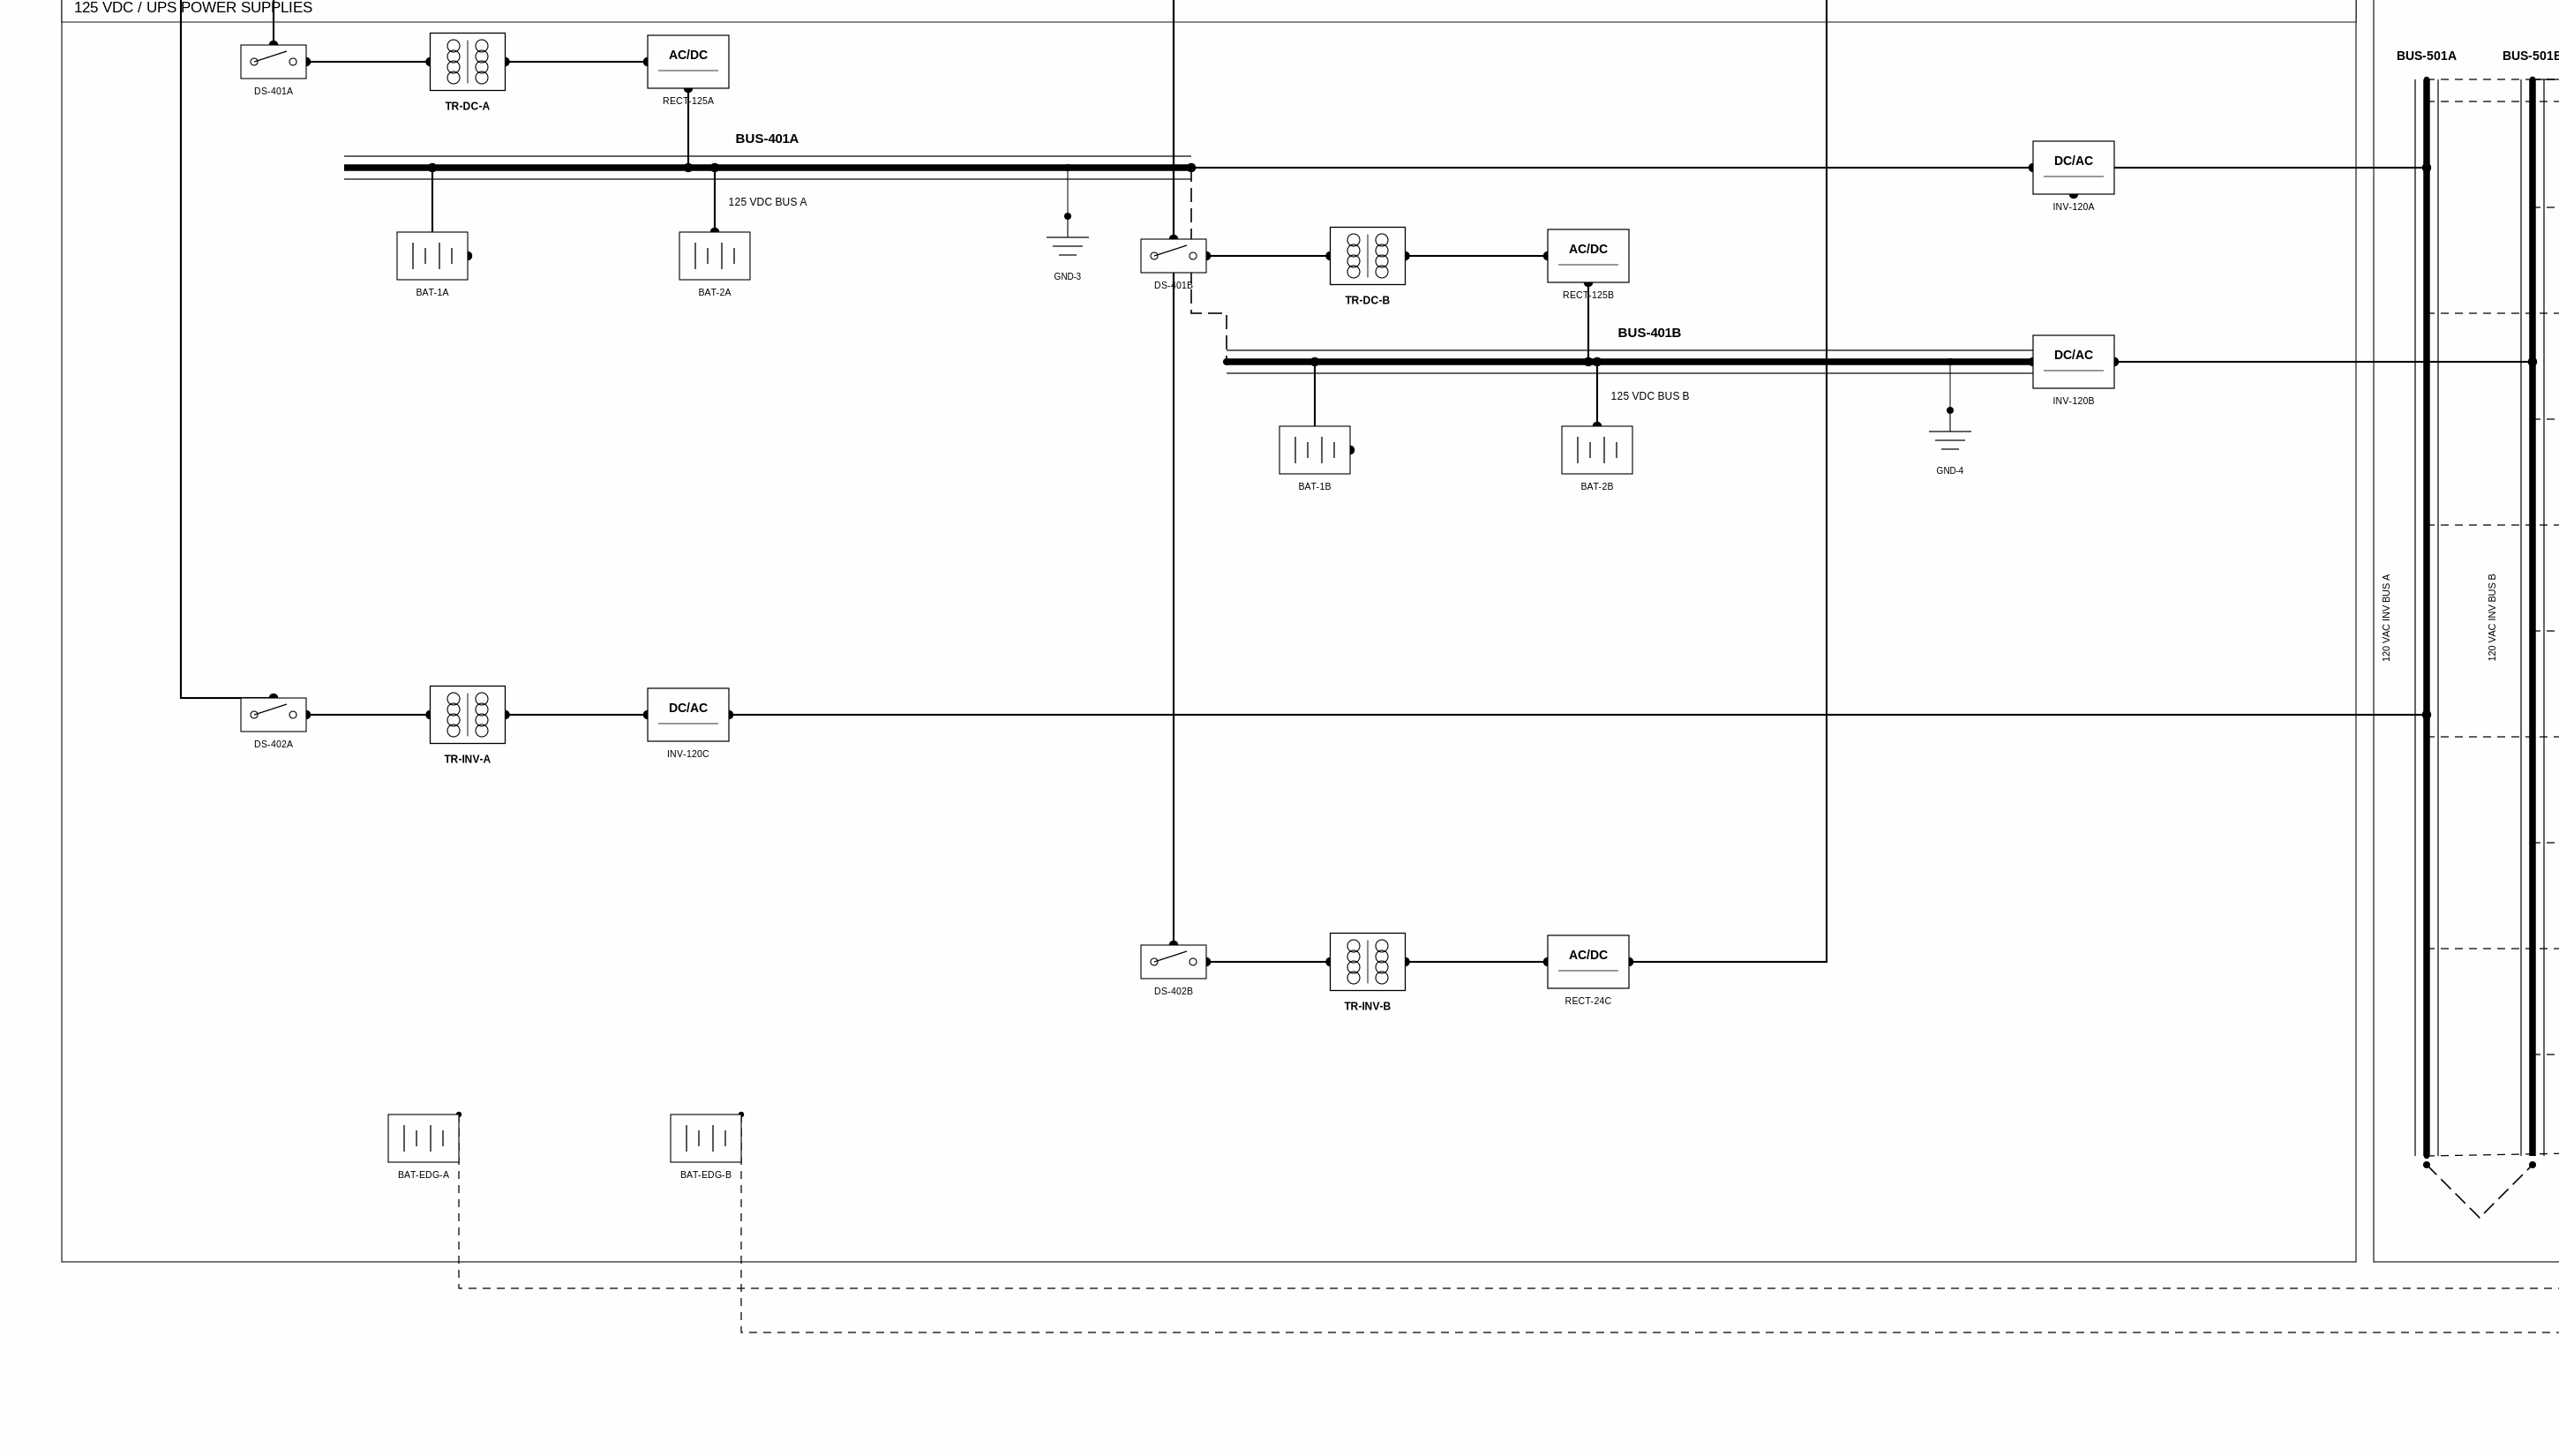 125 VDC / UPS POWER SUPPLIES
BUS-501A
BUS-501B
AC/DC
DS-401A
TR-DC-A
RECT-125A
BUS-401A
DC/AC
INV-120A
125 VDC BUS A
BAT-1A
BAT-2A
GND-3
DS-401B
TR-DC-B
AC/DC
RECT-125B
BUS-401B
DC/AC
INV-120B
125 VDC BUS B
BAT-1B
BAT-2B
GND-4
120 VAC INV BUS A
120 VAC INV BUS B
DS-402A
TR-INV-A
DC/AC
INV-120C
DS-402B
TR-INV-B
AC/DC
RECT-24C
BAT-EDG-A
BAT-EDG-B